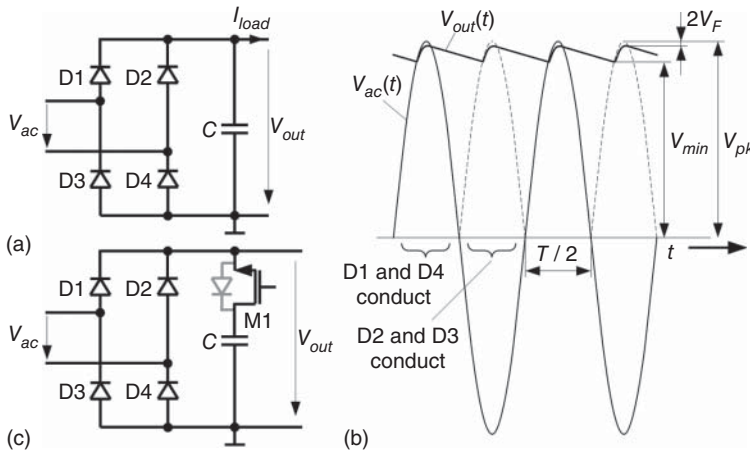 I_load
D1 D2
V_ac
C
V_out
D3 D4
(a)
D1 D2
M1
V_ac
C
V_out
D3 D4
(c)
V_out(t)
2V_F
V_ac(t)
V_min
V_pk
T / 2
t
D1 and D4
conduct
D2 and D3
conduct
(b)